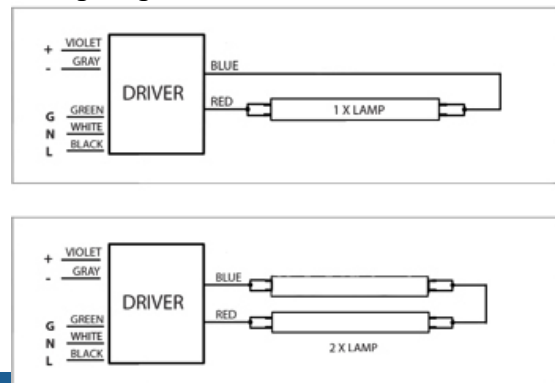 + VIOLET
- GRAY
BLUE
DRIVER
RED
1 X LAMP
G GREEN
N WHITE
L BLACK
+ VIOLET
- GRAY
BLUE
DRIVER
RED
G GREEN
N WHITE
L BLACK
2 X LAMP